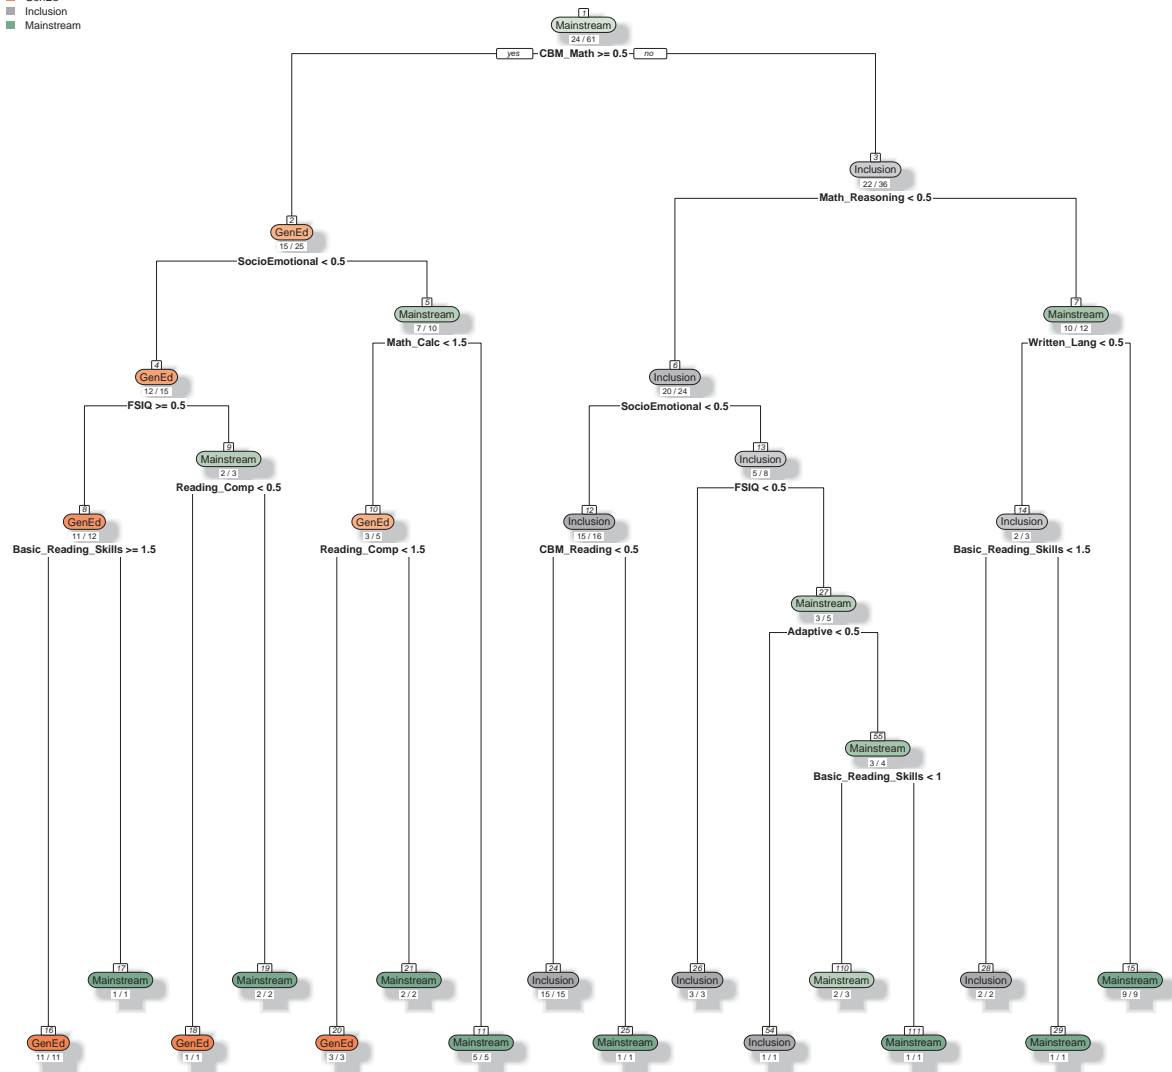 Inclusion
Mainstream
1
Mainstream
24 / 61
yes CBM_Math >= 0.5 no
3
Inclusion
22 / 36
Math_Reasoning < 0.5
2
GenEd
15 / 25
SocioEmotional < 0.5
5
Mainstream
7 / 10
Math_Calc < 1.5
7
Mainstream
10 / 12
Written_Lang < 0.5
4
GenEd
12 / 15
FSIQ >= 0.5
6
Inclusion
20 / 24
SocioEmotional < 0.5
9
Mainstream
2 / 3
Reading_Comp < 0.5
13
Inclusion
5 / 8
FSIQ < 0.5
8
GenEd
11 / 12
Basic_Reading_Skills >= 1.5
10
GenEd
3 / 5
Reading_Comp < 1.5
12
Inclusion
15 / 16
CBM_Reading < 0.5
14
Inclusion
2 / 3
Basic_Reading_Skills < 1.5
27
Mainstream
3 / 5
Adaptive < 0.5
55
Mainstream
3 / 4
Basic_Reading_Skills < 1
17
Mainstream
1 / 1
19
Mainstream
2 / 2
21
Mainstream
2 / 2
24
Inclusion
15 / 15
26
Inclusion
3 / 3
110
Mainstream
2 / 3
28
Inclusion
2 / 2
15
Mainstream
9 / 9
16
GenEd
11 / 11
18
GenEd
1 / 1
20
GenEd
3 / 3
11
Mainstream
5 / 5
25
Mainstream
1 / 1
54
Inclusion
1 / 1
111
Mainstream
1 / 1
29
Mainstream
1 / 1